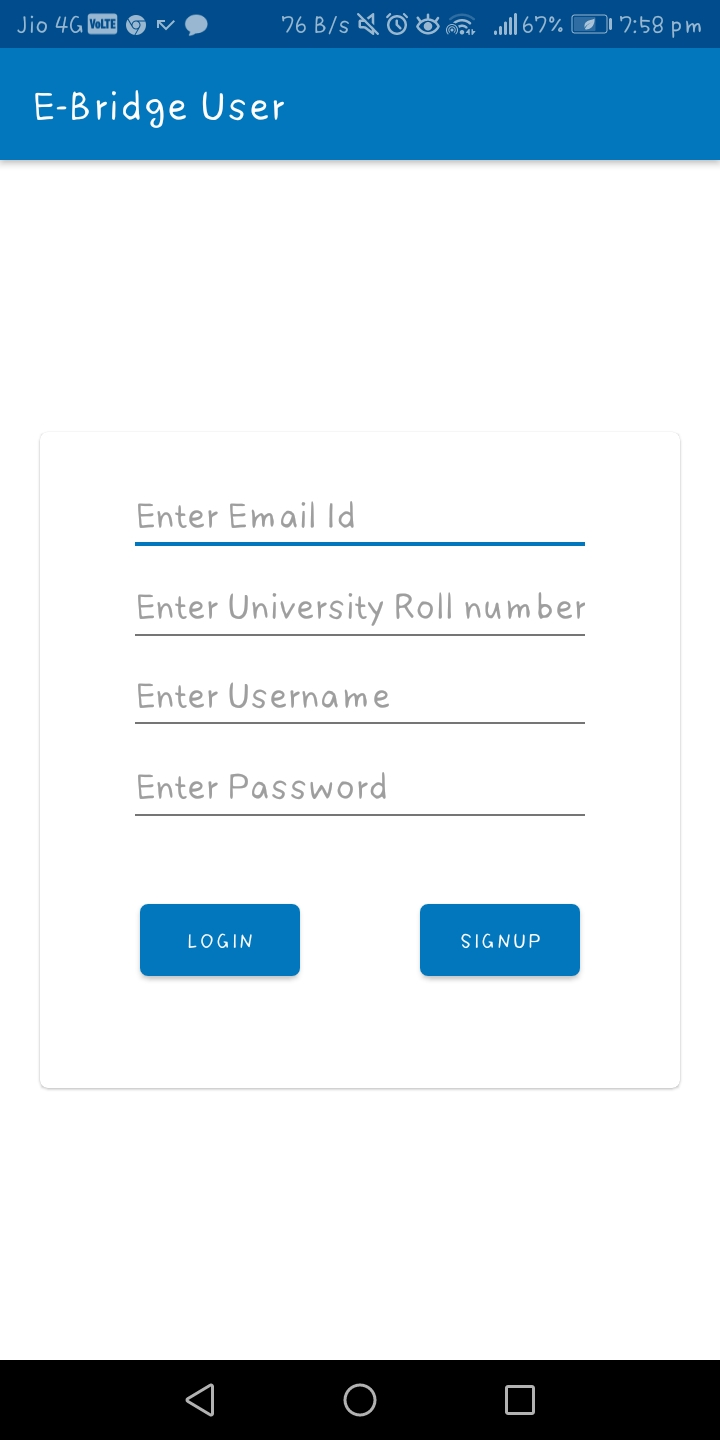 Jio 4G VoLTE 76 B/s 67% 7:58 pm
E-Bridge User
Enter Email Id
Enter University Roll number
Enter Username
Enter Password
LOGIN SIGNUP